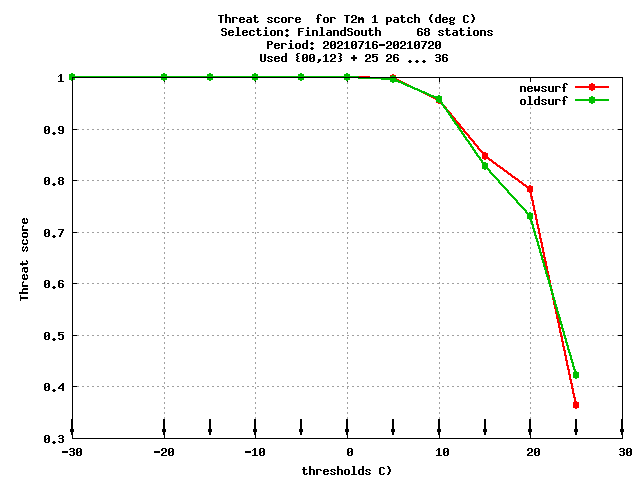 Threat score  for T2m 1 patch (deg C)
Selection: FinlandSouth     68 stations
Period: 20210716-20210720
Used {00,12} + 25 26 ... 36
newsurf
oldsurf
1
0.9
0.8
0.7
0.6
0.5
0.4
0.3
Threat score
-30 -20 -10 0 10 20 30
thresholds C)